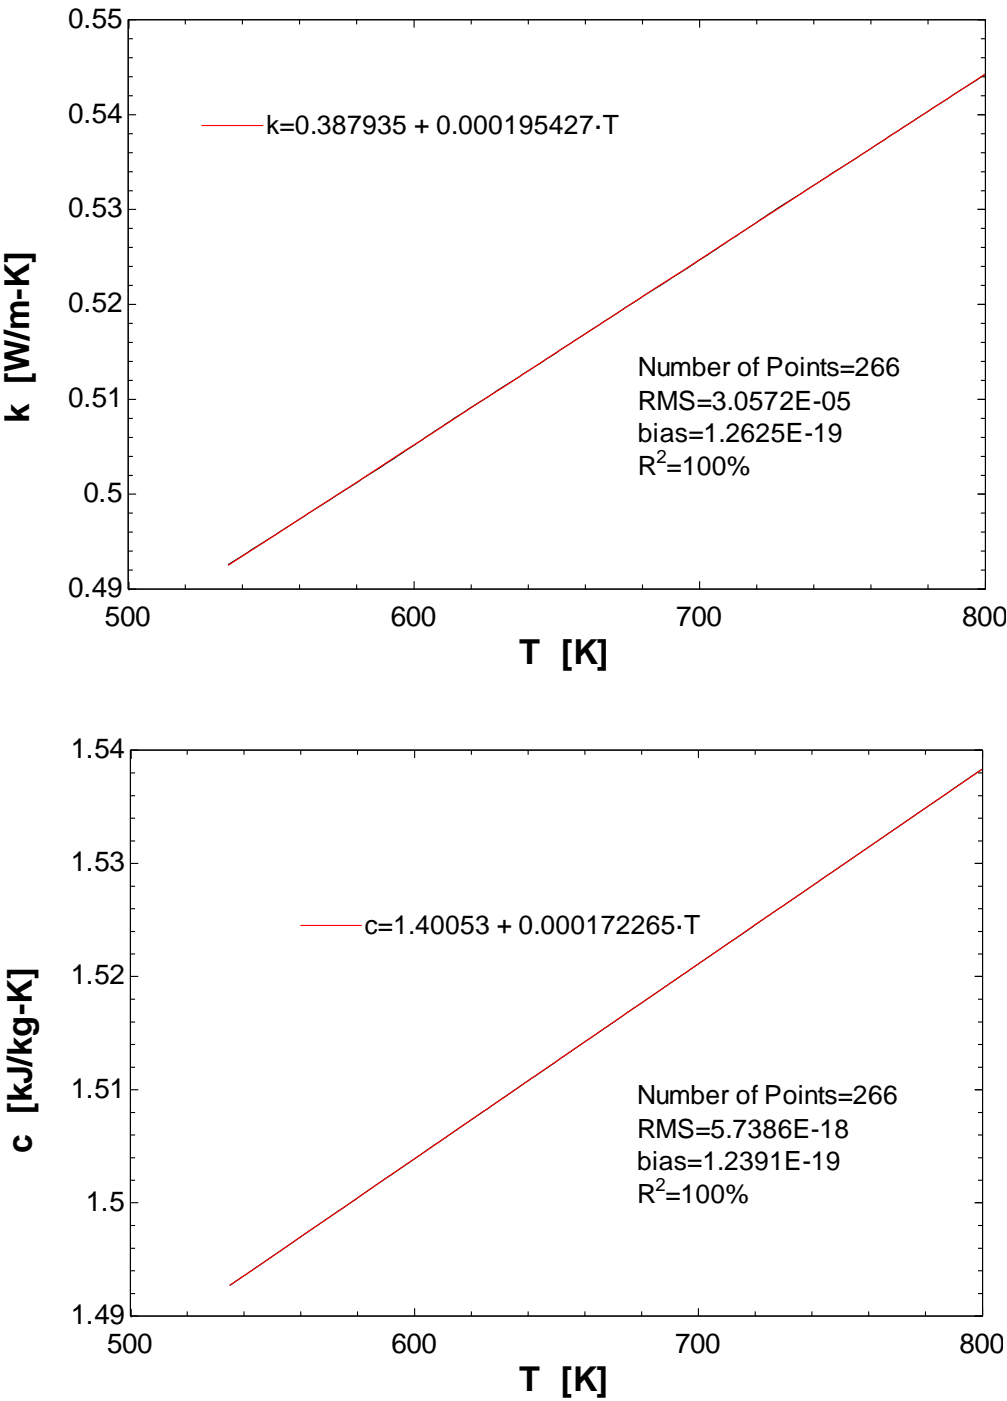 0.55
0.54
0.53
0.52
0.51
0.5
0.49
k [W/m-K]
k=0.387935 + 0.000195427·T
Number of Points=266
RMS=3.0572E-05
bias=1.2625E-19
R²=100%
500 600 700 800
T [K]
1.54
1.53
1.52
1.51
1.5
1.49
c [kJ/kg-K]
c=1.40053 + 0.000172265·T
Number of Points=266
RMS=5.7386E-18
bias=1.2391E-19
R²=100%
500 600 700 800
T [K]